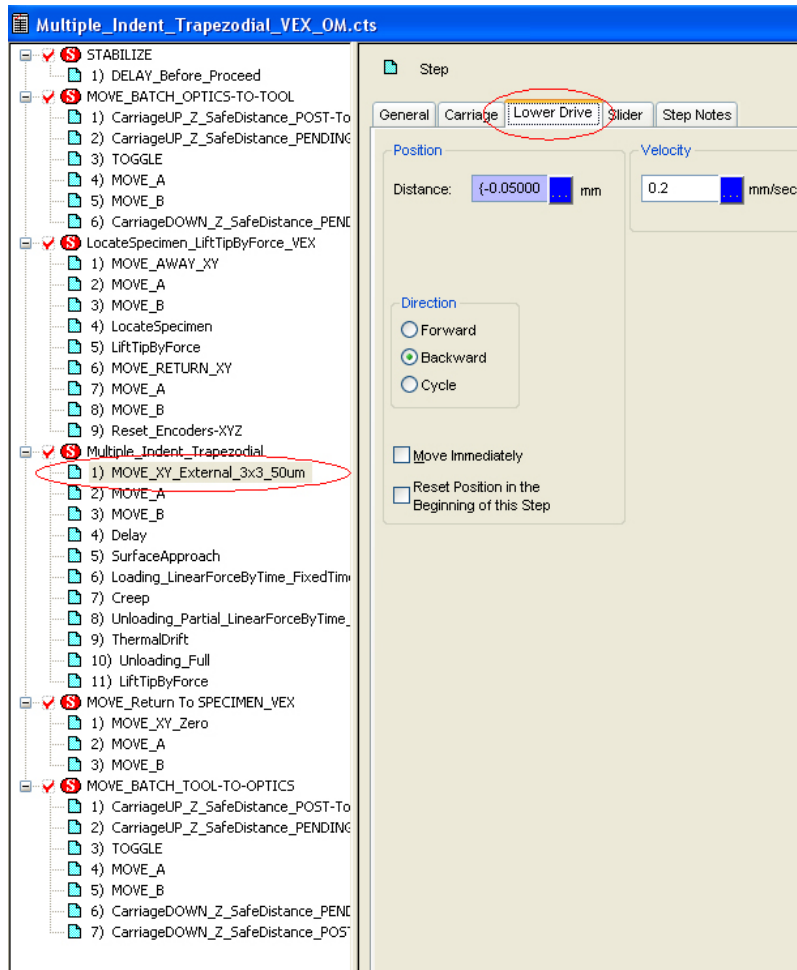 Multiple_Indent_Trapezodial_VEX_OM.cts
STABILIZE
1) DELAY_Before_Proceed
MOVE_BATCH_OPTICS-TO-TOOL
1) CarriageUP_Z_SafeDistance_POST-To
2) CarriageUP_Z_SafeDistance_PENDING
3) TOGGLE
4) MOVE_A
5) MOVE_B
6) CarriageDOWN_Z_SafeDistance_PEND
LocateSpecimen_LiftTipByForce_VEX
1) MOVE_AWAY_XY
2) MOVE_A
3) MOVE_B
4) LocateSpecimen
5) LiftTipByForce
6) MOVE_RETURN_XY
7) MOVE_A
8) MOVE_B
9) Reset_Encoders-XYZ
Multiple_Indent_Trapezodial
1) MOVE_XY_External_3x3_50um
2) MOVE_A
3) MOVE_B
4) Delay
5) SurfaceApproach
6) Loading_LinearForceByTime_FixedTim
7) Creep
8) Unloading_Partial_LinearForceByTime_
9) ThermalDrift
10) Unloading_Full
11) LiftTipByForce
MOVE_Return To SPECIMEN_VEX
1) MOVE_XY_Zero
2) MOVE_A
3) MOVE_B
MOVE_BATCH_TOOL-TO-OPTICS
1) CarriageUP_Z_SafeDistance_POST-To
2) CarriageUP_Z_SafeDistance_PENDING
3) TOGGLE
4) MOVE_A
5) MOVE_B
6) CarriageDOWN_Z_SafeDistance_PEND
7) CarriageDOWN_Z_SafeDistance_POS
Step
General Carriage Lower Drive Slider Step Notes
Position
Distance: {-0.05000 ... mm
Velocity
0.2 ... mm/sec
Direction
Forward
Backward
Cycle
Move Immediately
Reset Position in the
Beginning of this Step